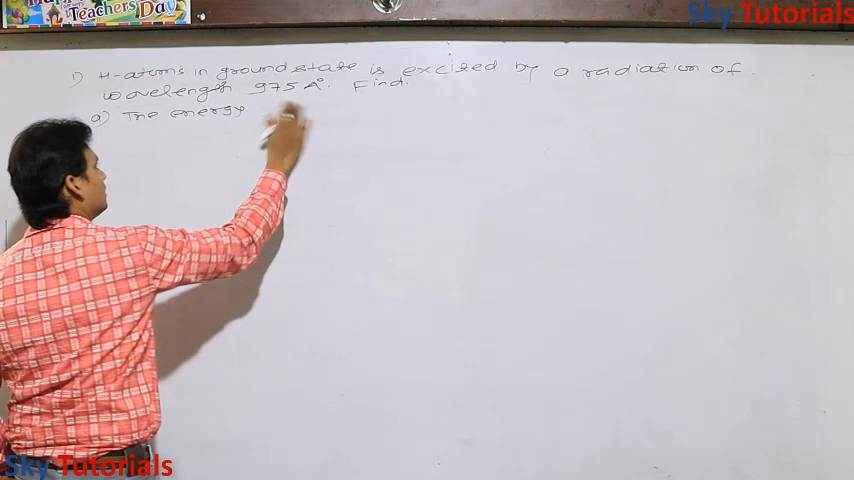 Teachers Day
Sky Tutorials
1) H-atoms in ground state is excited by a radiation of
wavelength 975 A°. Find.
a) The energy
Sky Tutorials